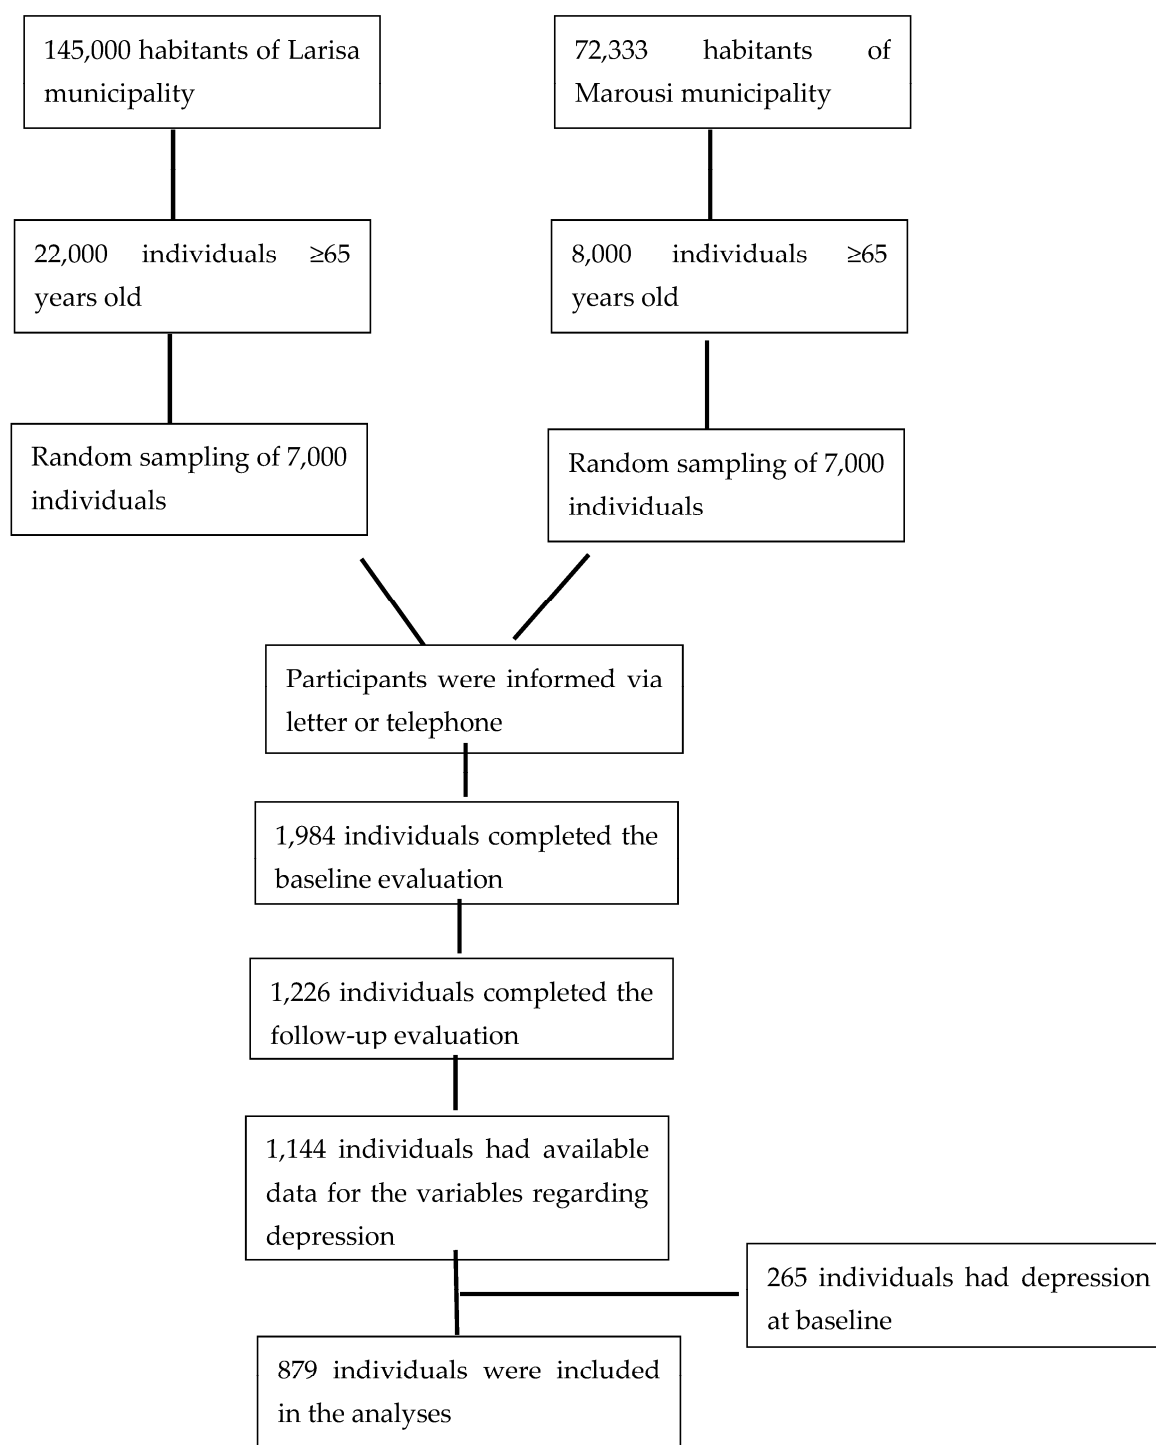 145,000 habitants of Larisa
municipality
72,333 habitants of
Marousi municipality
22,000 individuals ≥65
years old
8,000 individuals ≥65
years old
Random sampling of 7,000
individuals
Random sampling of 7,000
individuals
Participants were informed via
letter or telephone
1,984 individuals completed the
baseline evaluation
1,226 individuals completed the
follow-up evaluation
1,144 individuals had available
data for the variables regarding
depression
265 individuals had depression
at baseline
879 individuals were included
in the analyses